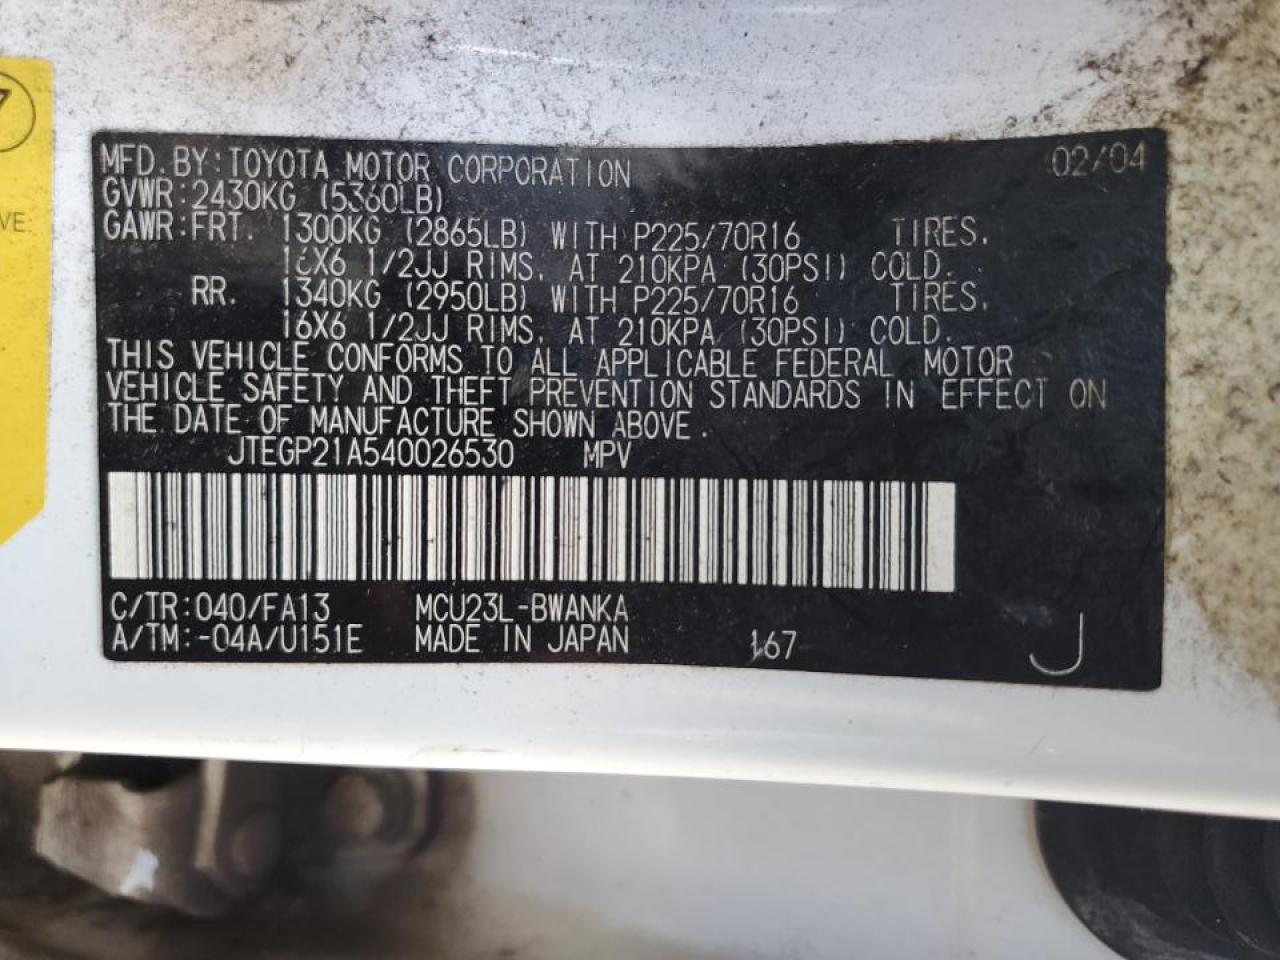 7
VE
MFD. BY: TOYOTA MOTOR CORPORATION 02/04
GVWR: 2430KG (5360LB)
GAWR: FRT. 1300KG (2865LB) WITH P225/70R16 TIRES,
16X6 1/2JJ RIMS, AT 210KPA (30PSI) COLD.
RR. 1340KG (2950LB) WITH P225/70R16 TIRES,
16X6 1/2JJ RIMS, AT 210KPA (30PSI) COLD.
THIS VEHICLE CONFORMS TO ALL APPLICABLE FEDERAL MOTOR
VEHICLE SAFETY AND THEFT PREVENTION STANDARDS IN EFFECT ON
THE DATE OF MANUFACTURE SHOWN ABOVE.
JTEGP21A540026530 MPV
C/TR: 040/FA13 MCU23L-BWANKA
A/TM: -04A/U151E MADE IN JAPAN 167 J